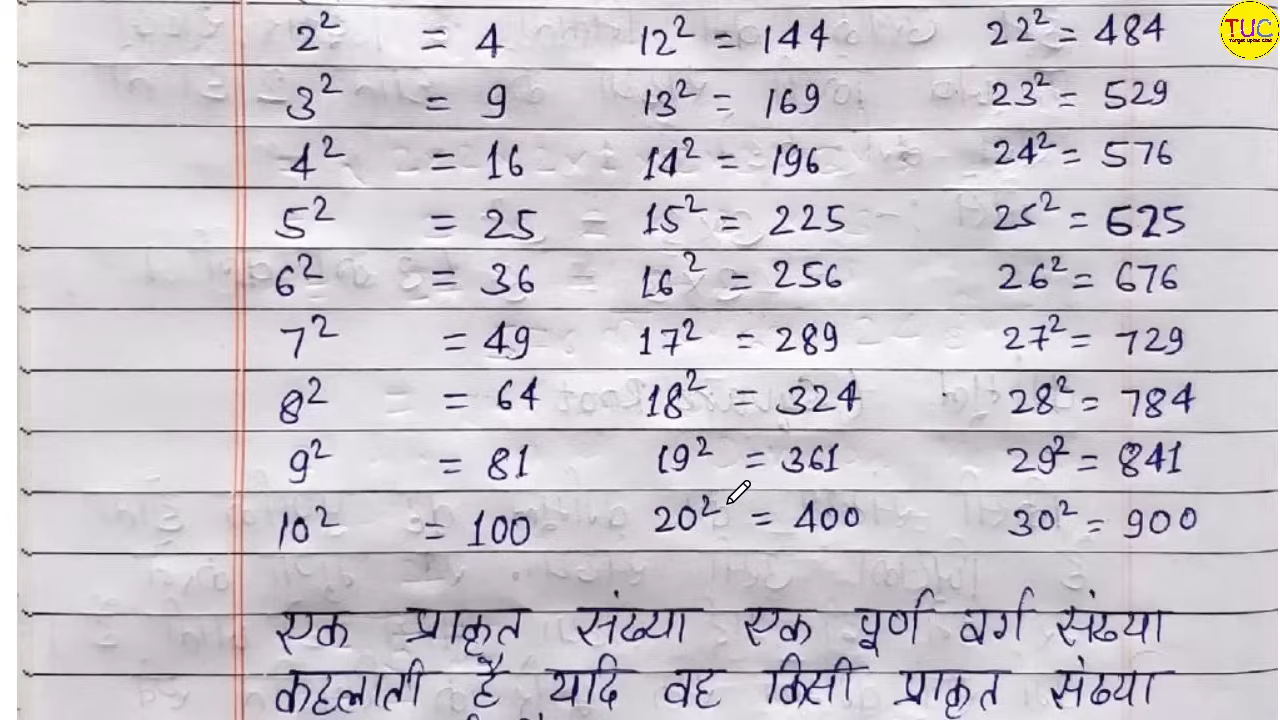 TUC
2² = 4 12² = 144 22² = 484
3² = 9 13² = 169 23² = 529
4² = 16 14² = 196 24² = 576
5² = 25 15² = 225 25² = 625
6² = 36 16² = 256 26² = 676
7² = 49 17² = 289 27² = 729
8² = 64 18² = 324 28² = 784
9² = 81 19² = 361 29² = 841
10² = 100 20² = 400 30² = 900
एक प्राकृत संख्या एक पूर्ण वर्ग संख्या
कहलाती है यदि वह किसी प्राकृत संख्या